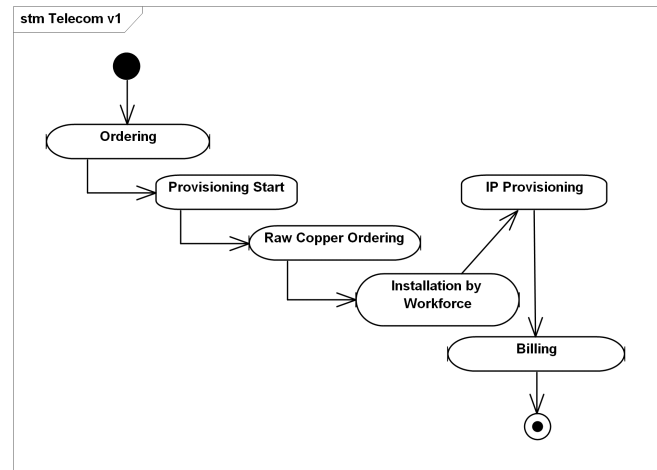 stm Telecom v1
Ordering
Provisioning Start
IP Provisioning
Raw Copper Ordering
Installation by
Workforce
Billing